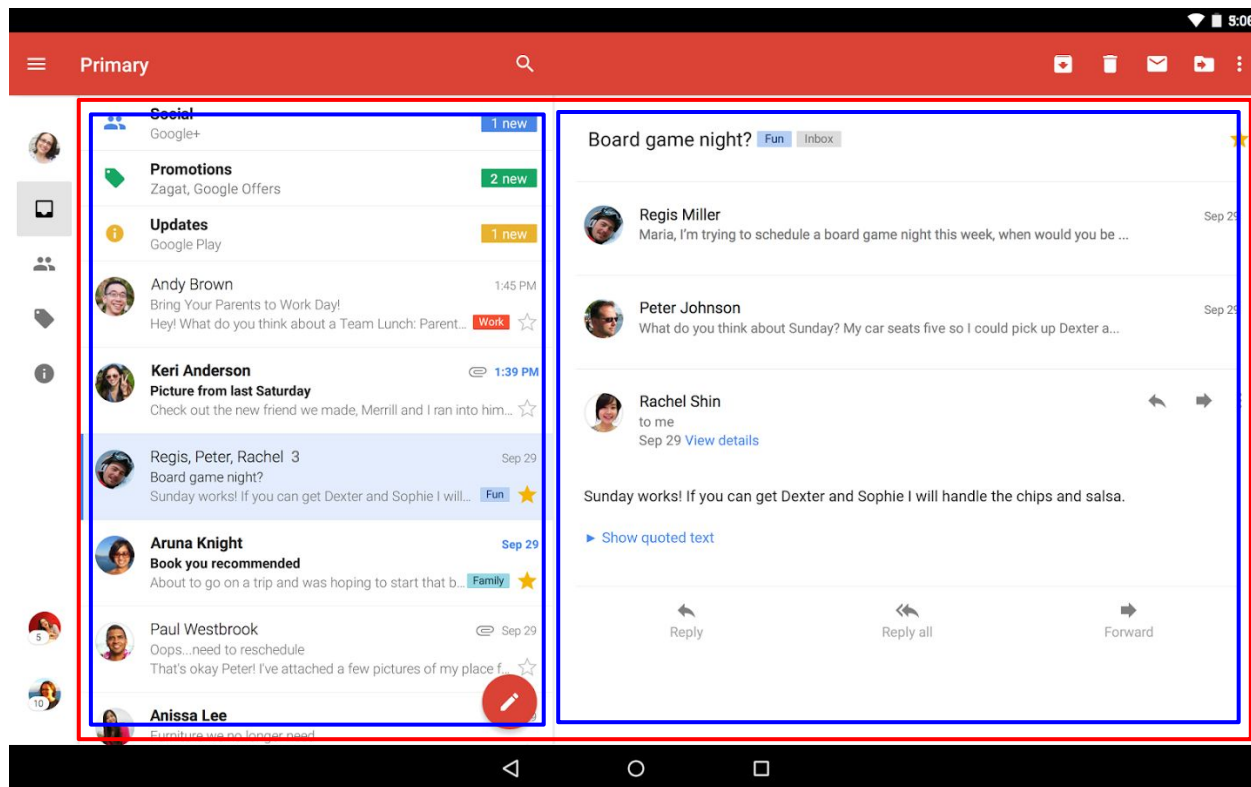 5:06
Primary
Social
Google+
1 new
Promotions
Zagat, Google Offers
2 new
Updates
Google Play
1 new
Andy Brown
1:45 PM
Bring Your Parents to Work Day!
Hey! What do you think about a Team Lunch: Parent... Work
Keri Anderson
1:39 PM
Picture from last Saturday
Check out the new friend we made, Merrill and I ran into him...
Regis, Peter, Rachel 3
Sep 29
Board game night?
Sunday works! If you can get Dexter and Sophie I will... Fun
Aruna Knight
Sep 29
Book you recommended
About to go on a trip and was hoping to start that b... Family
Paul Westbrook
Sep 29
Oops...need to reschedule
That's okay Peter! I've attached a few pictures of my place f...
Anissa Lee
Furniture we no longer need
5
10
Board game night? Fun Inbox
Regis Miller
Sep 29
Maria, I'm trying to schedule a board game night this week, when would you be ...
Peter Johnson
Sep 29
What do you think about Sunday? My car seats five so I could pick up Dexter a...
Rachel Shin
to me
Sep 29 View details
Sunday works! If you can get Dexter and Sophie I will handle the chips and salsa.
► Show quoted text
Reply
Reply all
Forward